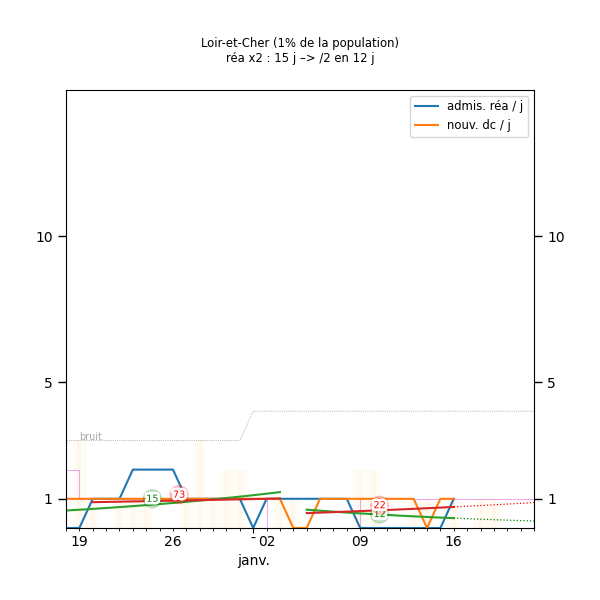 Loir-et-Cher (1% de la population)
réa x2 : 15 j –> /2 en 12 j
admis. réa / j
nouv. dc / j
10 10
5 5
bruit
15 73 22 12
1 1
19 26 - 02 09 16
janv.